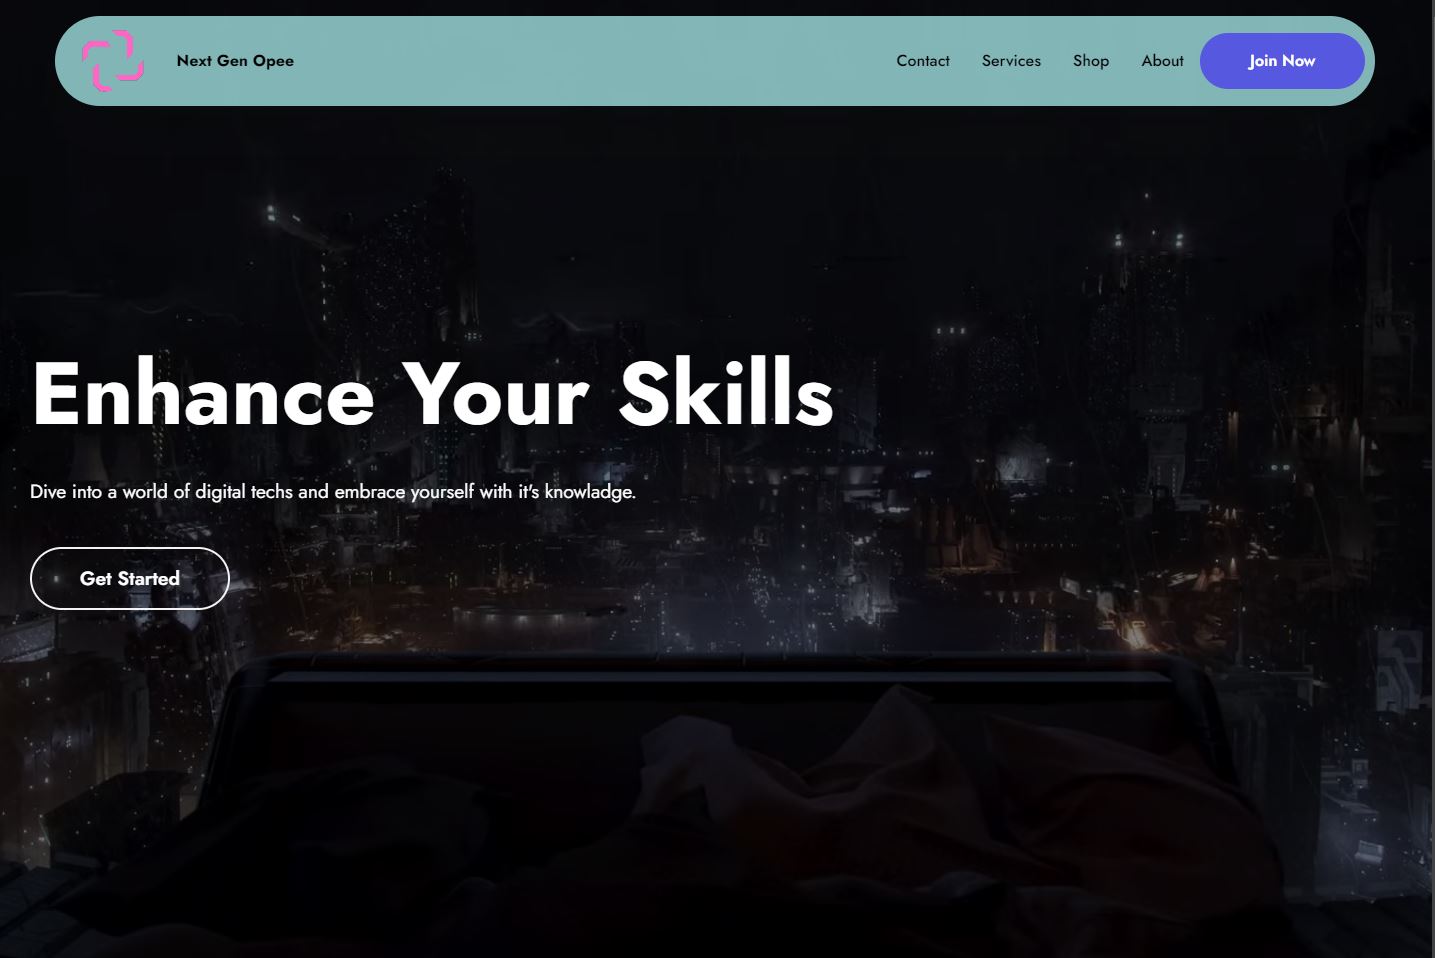 Next Gen Opee
Contact Services Shop About Join Now
Enhance Your Skills
Dive into a world of digital techs and embrace yourself with it's knowladge.
Get Started